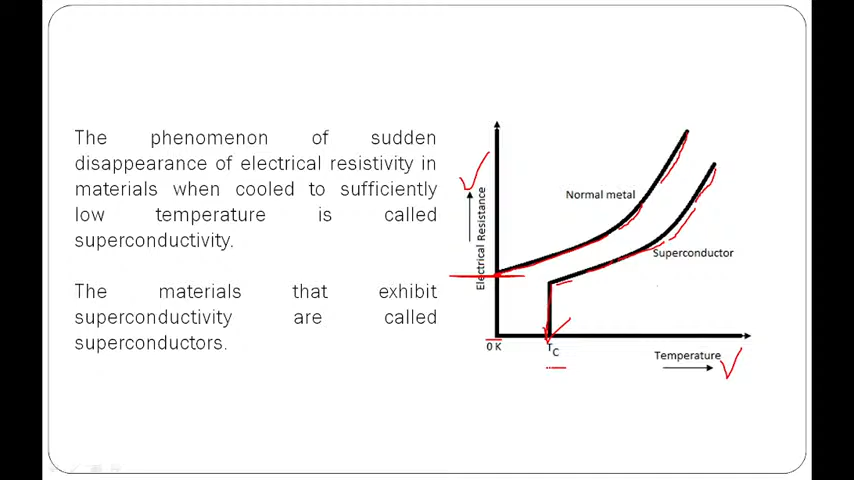 The phenomenon of sudden
disappearance of electrical resistivity in
materials when cooled to sufficiently
low temperature is called
superconductivity.
The materials that exhibit
superconductivity are called
superconductors.
Electrical Resistance
Normal metal
Superconductor
0 K
TC
Temperature